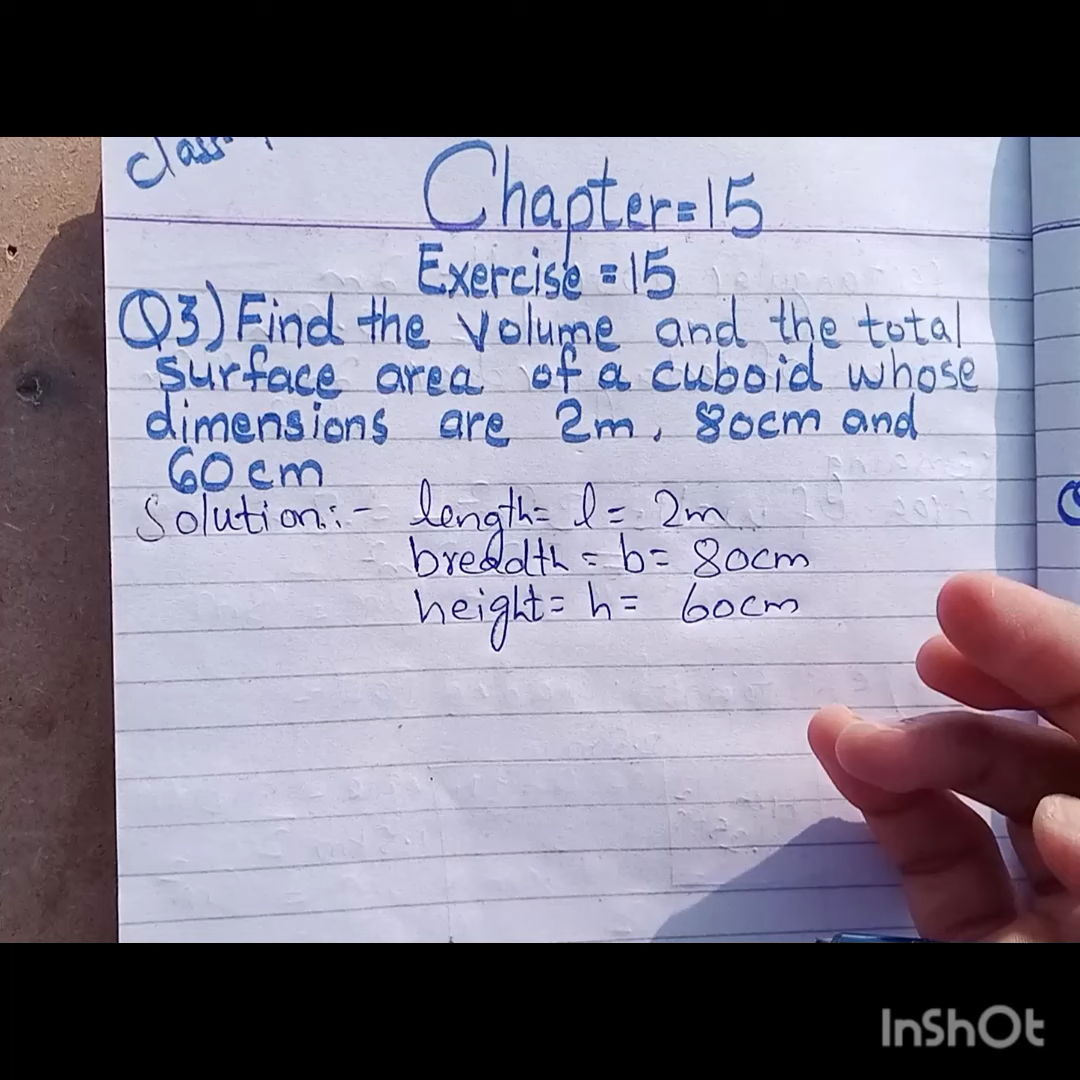 Class
Chapter=15
Exercise =15
Q3) Find the volume and the total
surface area of a cuboid whose
dimensions are 2m, 80cm and
60 cm
Solution:- length= l= 2m
breadth = b= 80cm
height= h= 60cm
InShOt